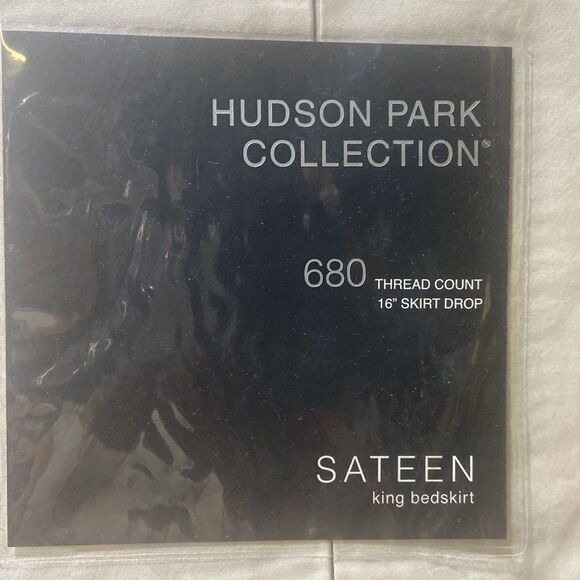 HUDSON PARK
COLLECTION®
680 THREAD COUNT
16" SKIRT DROP
SATEEN
king bedskirt